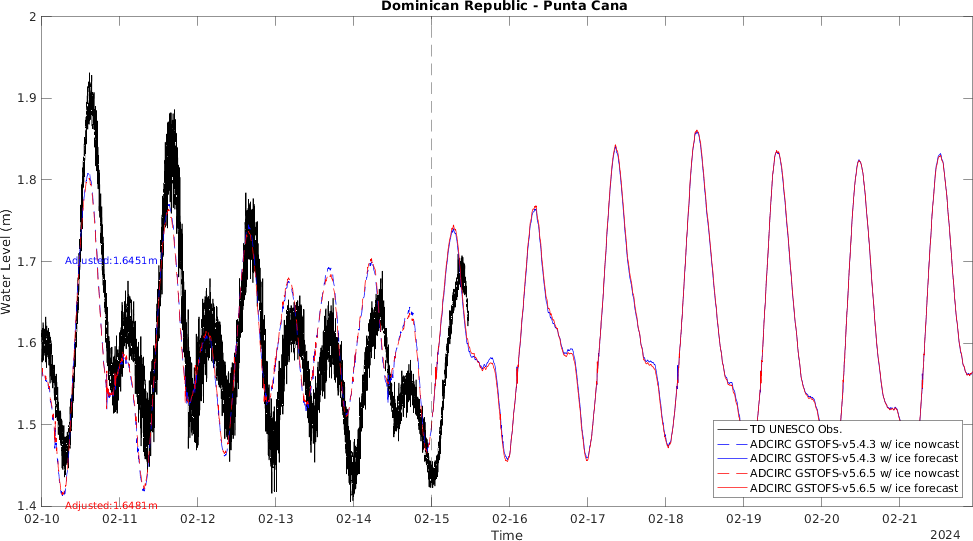 Dominican Republic - Punta Cana
2
1.9
1.8
1.7
1.6
1.5
1.4
Water Level (m)
Adjusted:1.6451m
Adjusted:1.6481m
TD UNESCO Obs.
ADCIRC GSTOFS-v5.4.3 w/ ice nowcast
ADCIRC GSTOFS-v5.4.3 w/ ice forecast
ADCIRC GSTOFS-v5.6.5 w/ ice nowcast
ADCIRC GSTOFS-v5.6.5 w/ ice forecast
02-10 02-11 02-12 02-13 02-14 02-15 02-16 02-17 02-18 02-19 02-20 02-21
Time
2024